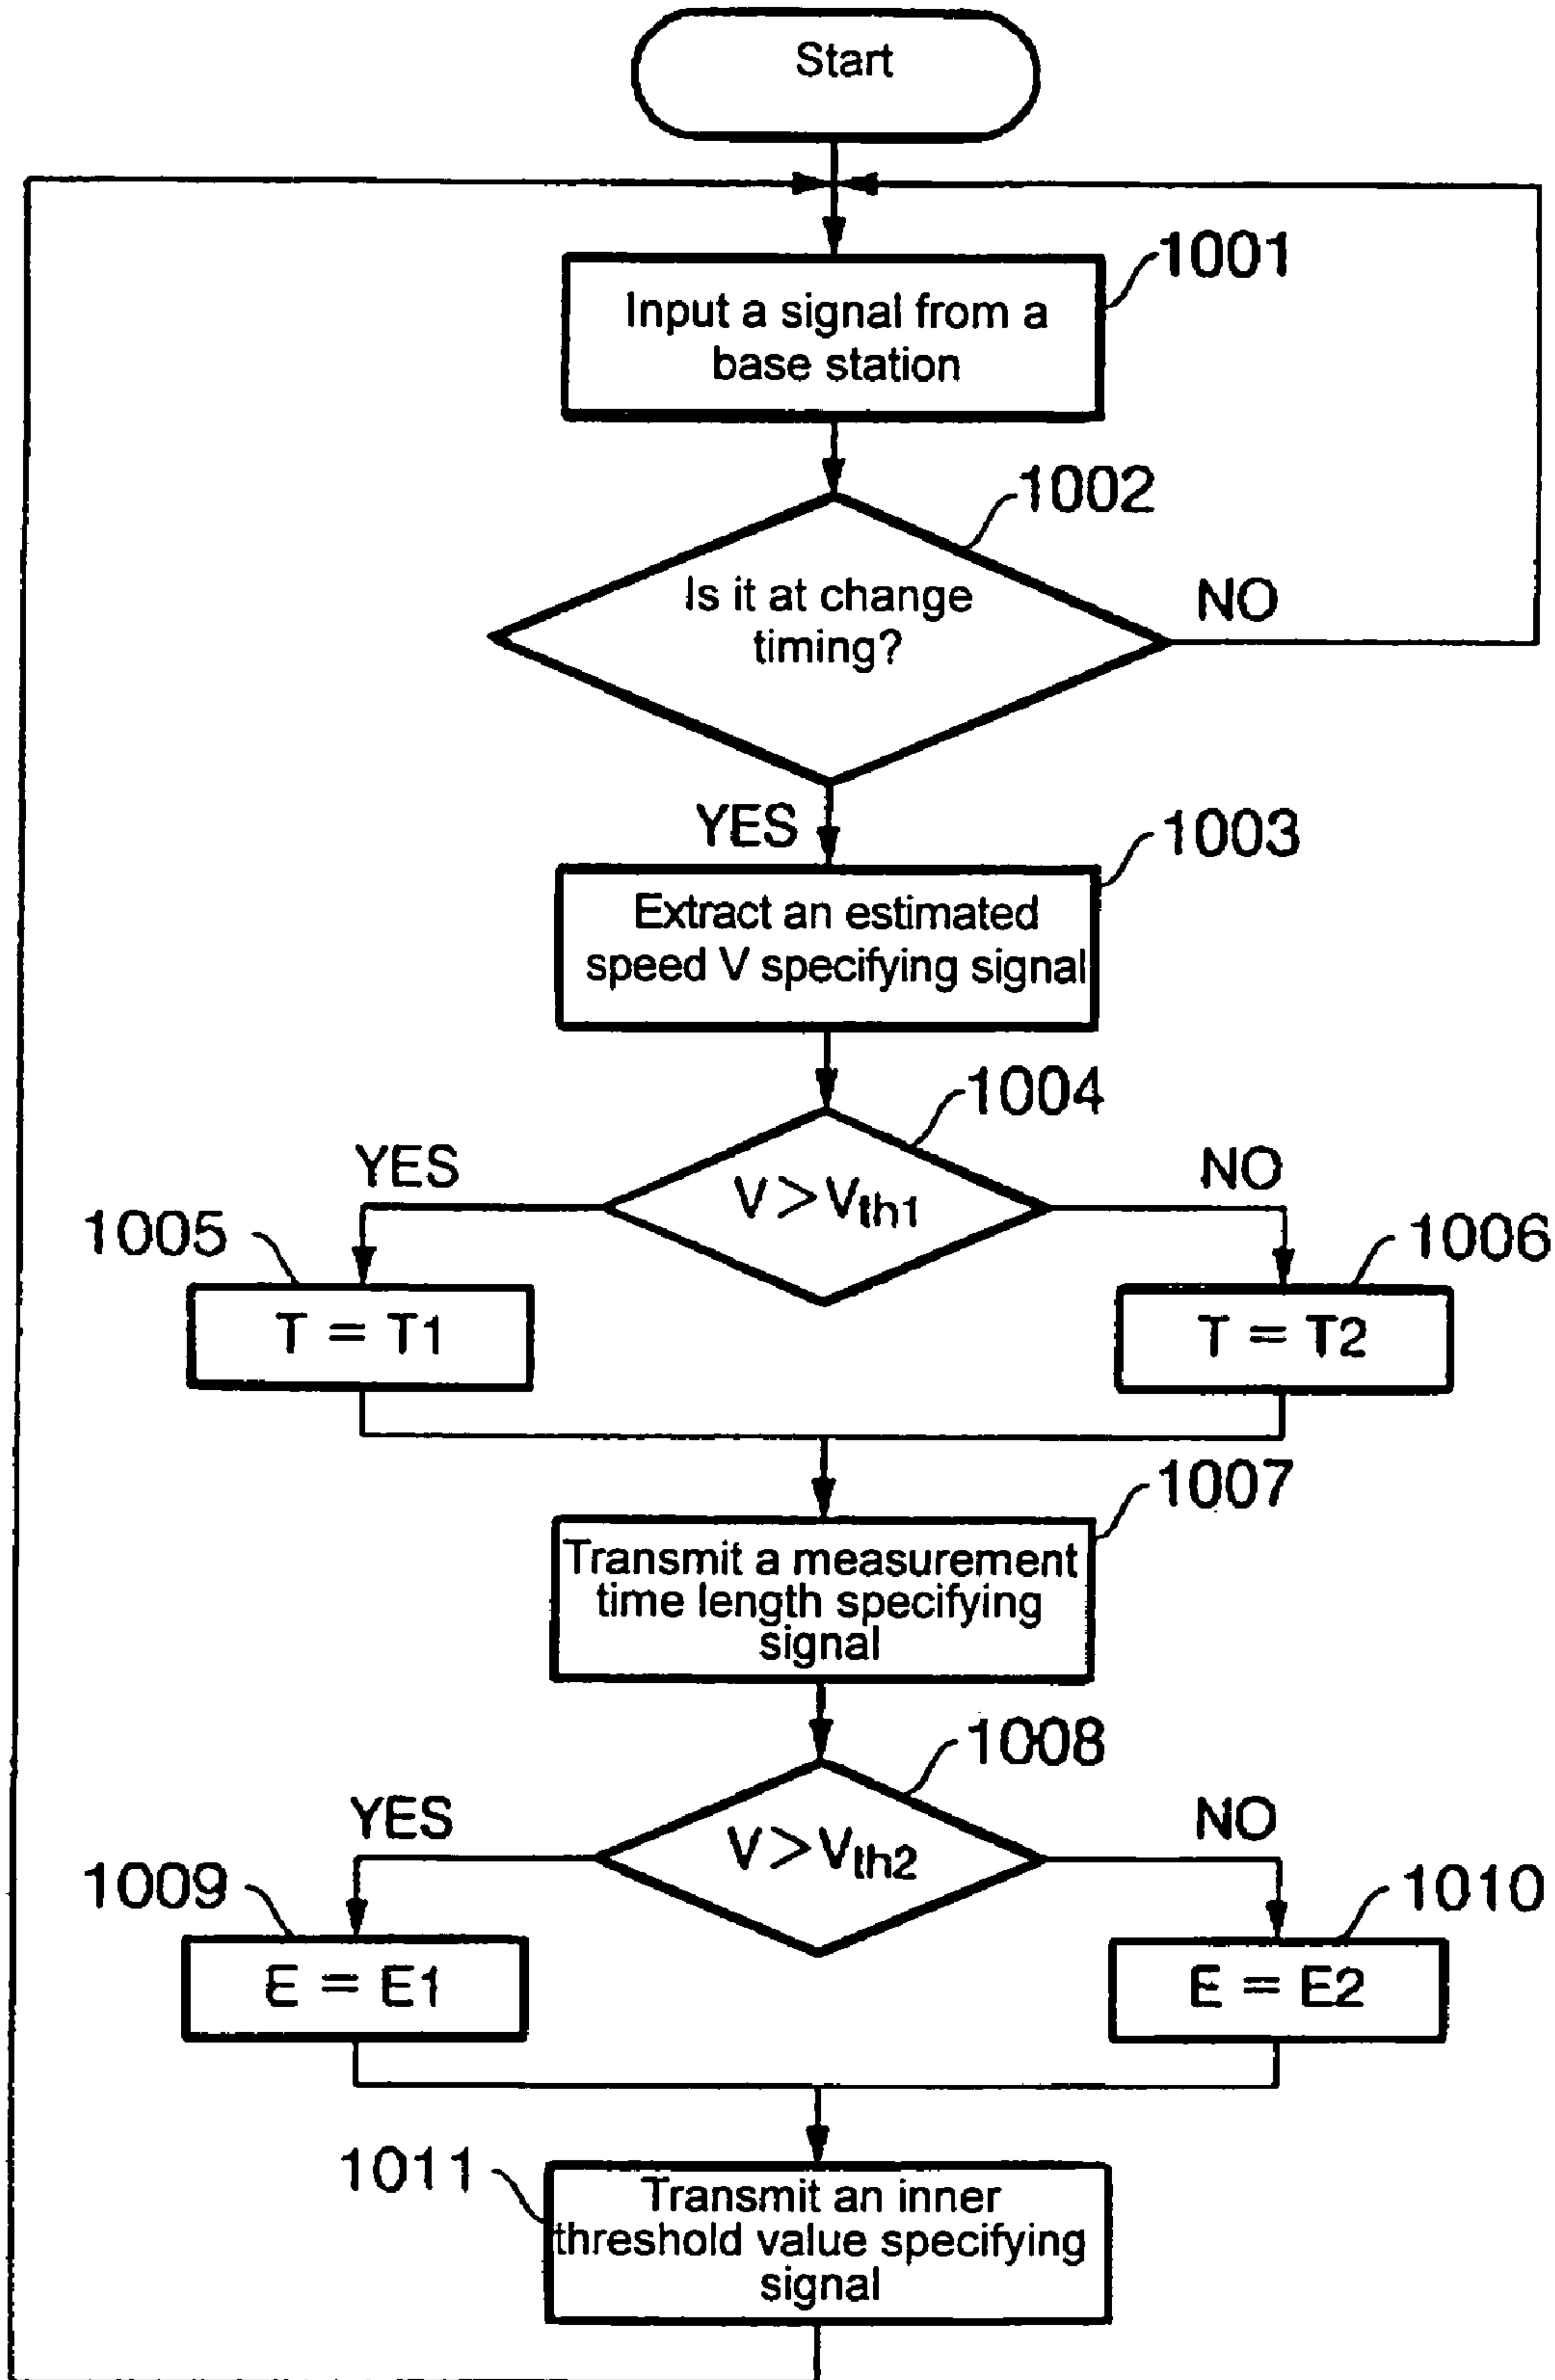 Start
1001
Input a signal from a
base station
1002
Is it at change
timing?
NO
YES
1003
Extract an estimated
speed V specifying signal
1004
YES
V > Vth1
NO
1005
1006
T = T1
T = T2
1007
Transmit a measurement
time length specifying
signal
1008
YES
V > Vth2
NO
1009
1010
E = E1
E = E2
1011
Transmit an inner
threshold value specifying
signal